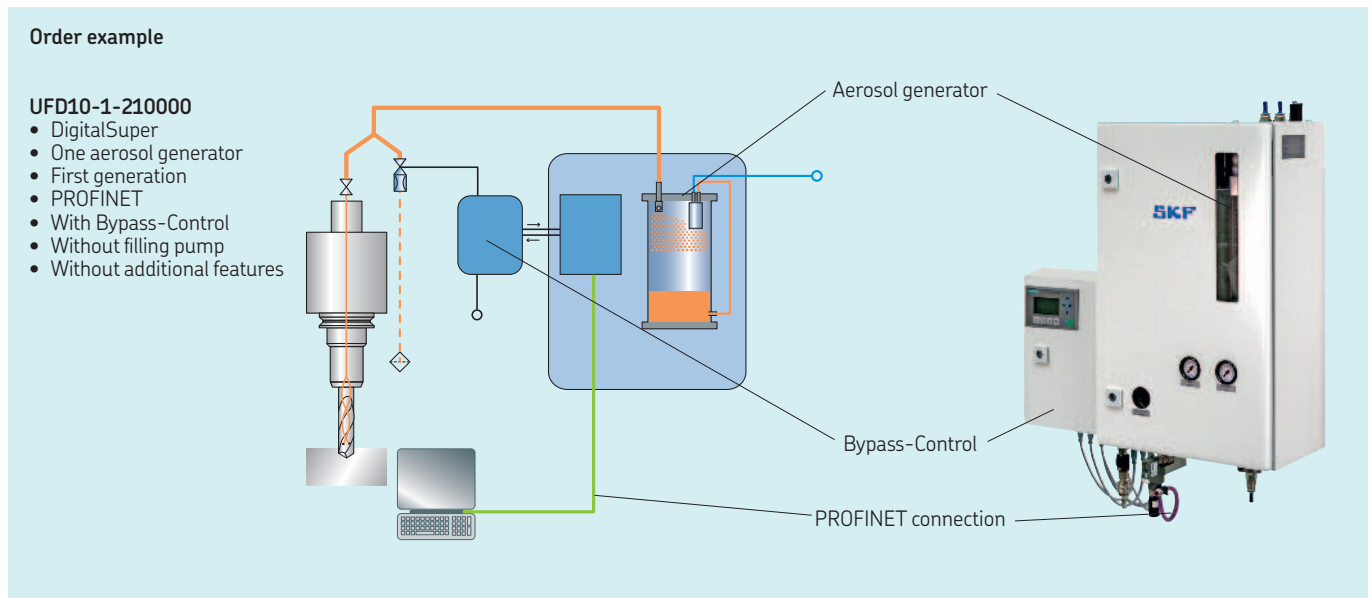 Order example
UFD10-1-210000
• DigitalSuper
• One aerosol generator
• First generation
• PROFINET
• With Bypass-Control
• Without filling pump
• Without additional features
Aerosol generator
SKF
Bypass-Control
PROFINET connection